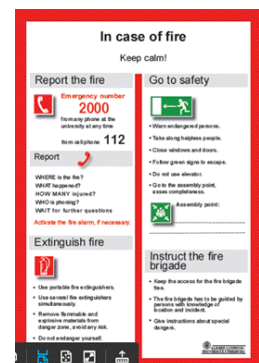 In case of fire
Keep calm!
Report the fire
Emergency number
2000
from any phone at the
university at any time
from cell phone 112
Report
WHERE is the fire?
WHAT happened?
HOW MANY injured?
WHO is phoning?
WAIT for further questions
Activate the fire alarm, if necessary
Extinguish fire
• Use portable fire extinguishers.
• Use several fire extinguishers
simultaneously.
• Remove flammable and
explosive materials from
danger zone, avoid any risk.
• Do not endanger yourself.
Go to safety
• Warn endangered persons.
• Take along helpless people.
• Close windows and doors.
• Follow green signs to escape.
• Do not use elevator.
• Go to the assembly point,
asses completeness.
Assembly point:
Instruct the fire
brigade
• Keep the access for the fire brigade
free.
• The fire brigade has to be guided by
persons with knowledge of
location and incident.
• Give instructions about special
dangers.